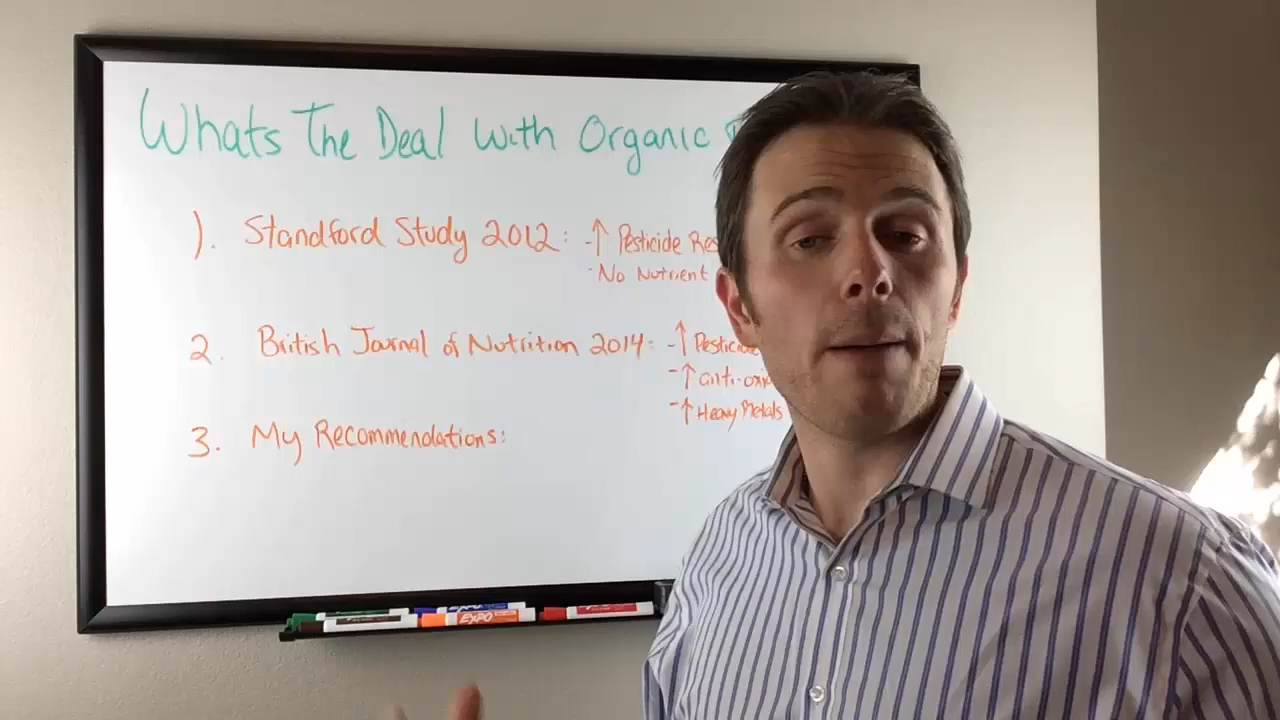 Whats The Deal With Organic
1. Standford Study 2012: - ↑ Pesticide Res
- No Nutrient
2. British Journal of Nutrition 2014: - ↑ Pestici
- ↑ Anti-oxi
- ↑ Heavy Metals
3. My Recommendations:
EXPO